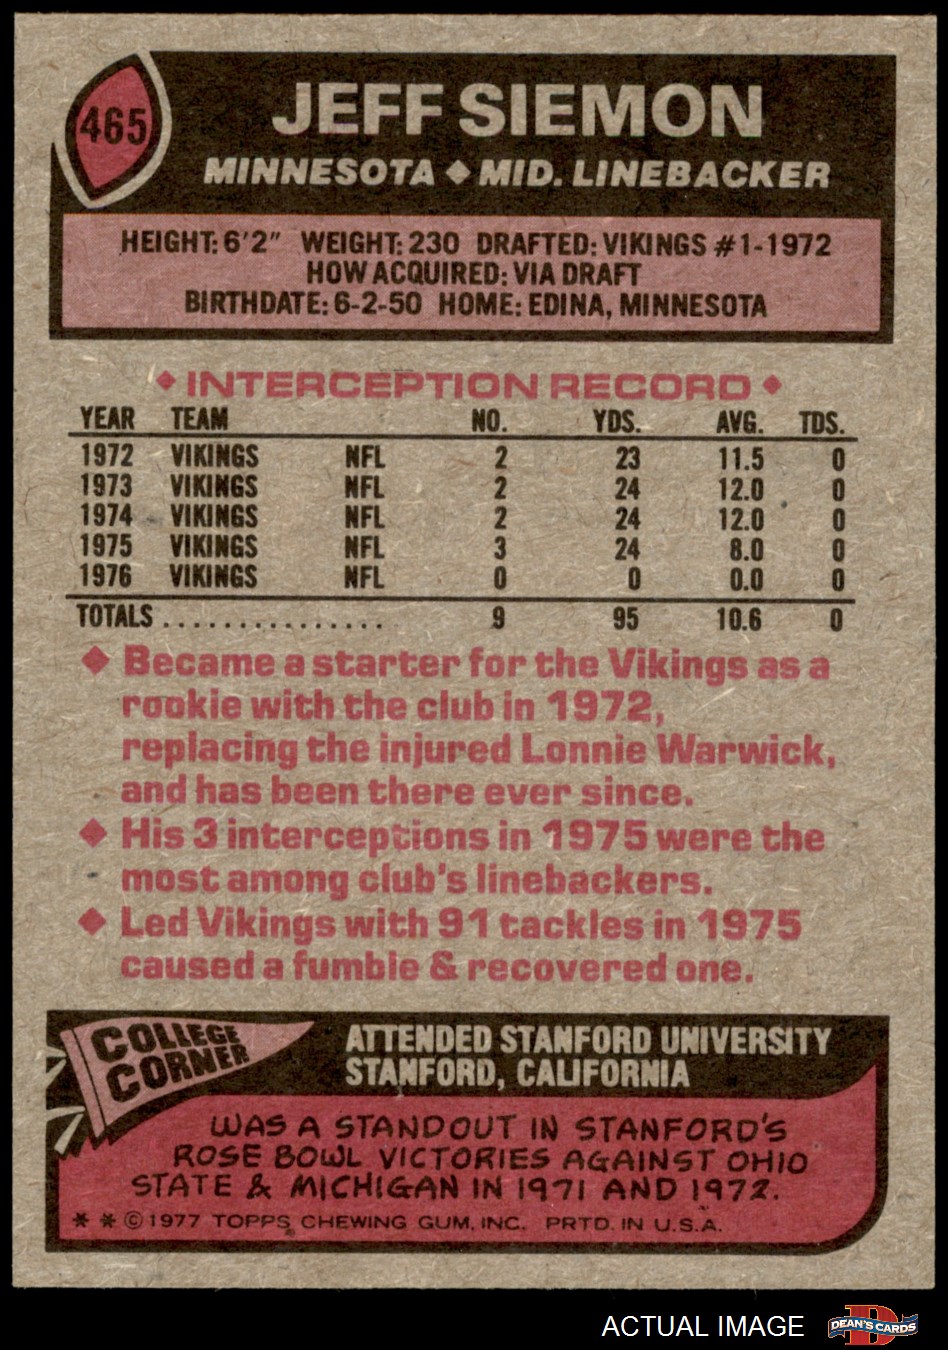 465
JEFF SIEMON
MINNESOTA ◆ MID. LINEBACKER
HEIGHT: 6'2" WEIGHT: 230 DRAFTED: VIKINGS #1-1972
HOW ACQUIRED: VIA DRAFT
BIRTHDATE: 6-2-50 HOME: EDINA, MINNESOTA
◆ INTERCEPTION RECORD ◆
YEAR TEAM NO. YDS. AVG. TDS.
1972 VIKINGS NFL 2 23 11.5 0
1973 VIKINGS NFL 2 24 12.0 0
1974 VIKINGS NFL 2 24 12.0 0
1975 VIKINGS NFL 3 24 8.0 0
1976 VIKINGS NFL 0 0 0.0 0
TOTALS ............... 9 95 10.6 0
◆ Became a starter for the Vikings as a
rookie with the club in 1972,
replacing the injured Lonnie Warwick,
and has been there ever since.
◆ His 3 interceptions in 1975 were the
most among club's linebackers.
◆ Led Vikings with 91 tackles in 1975
caused a fumble & recovered one.
COLLEGE
CORNER
ATTENDED STANFORD UNIVERSITY
STANFORD, CALIFORNIA
WAS A STANDOUT IN STANFORD'S
ROSE BOWL VICTORIES AGAINST OHIO
STATE & MICHIGAN IN 1971 AND 1972.
* * © 1977 TOPPS CHEWING GUM, INC. PRTD. IN U.S.A.
ACTUAL IMAGE
D
DEAN'S CARDS